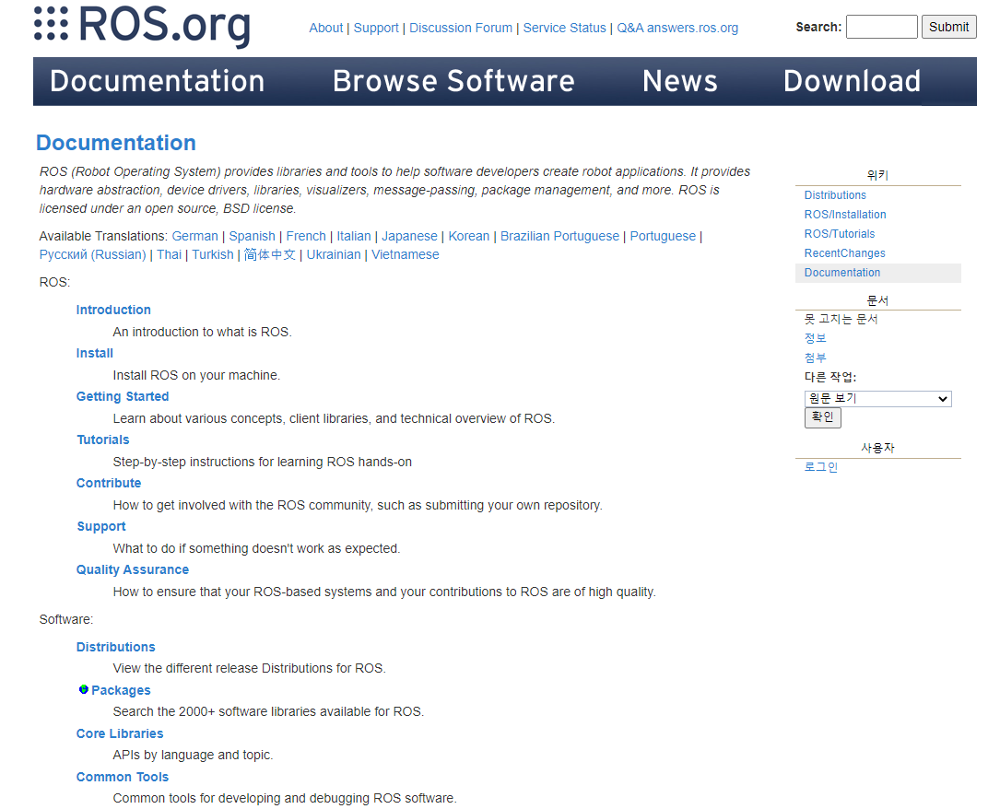 ROS.org
About | Support | Discussion Forum | Service Status | Q&A answers.ros.org
Search: Submit
Documentation Browse Software News Download
Documentation
ROS (Robot Operating System) provides libraries and tools to help software developers create robot applications. It provides
hardware abstraction, device drivers, libraries, visualizers, message-passing, package management, and more. ROS is
licensed under an open source, BSD license.
Available Translations: German | Spanish | French | Italian | Japanese | Korean | Brazilian Portuguese | Portuguese |
Русский (Russian) | Thai | Turkish | 简体中文 | Ukrainian | Vietnamese
ROS:
Introduction
An introduction to what is ROS.
Install
Install ROS on your machine.
Getting Started
Learn about various concepts, client libraries, and technical overview of ROS.
Tutorials
Step-by-step instructions for learning ROS hands-on
Contribute
How to get involved with the ROS community, such as submitting your own repository.
Support
What to do if something doesn't work as expected.
Quality Assurance
How to ensure that your ROS-based systems and your contributions to ROS are of high quality.
Software:
Distributions
View the different release Distributions for ROS.
Packages
Search the 2000+ software libraries available for ROS.
Core Libraries
APIs by language and topic.
Common Tools
Common tools for developing and debugging ROS software.
위키
Distributions
ROS/Installation
ROS/Tutorials
RecentChanges
Documentation
문서
못 고치는 문서
정보
첨부
다른 작업:
원문 보기
확인
사용자
로그인